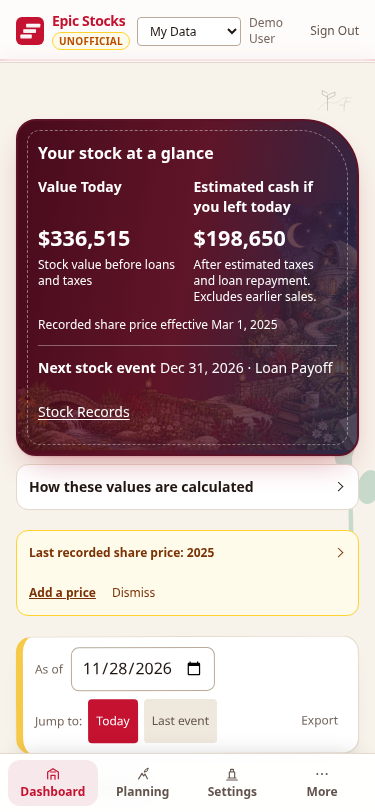 Epic Stocks
UNOFFICIAL
My Data
Demo
User
Sign Out
Your stock at a glance
Value Today
Estimated cash if
you left today
$336,515
$198,650
Stock value before loans
and taxes
After estimated taxes
and loan repayment.
Excludes earlier sales.
Recorded share price effective Mar 1, 2025
Next stock event Dec 31, 2026 · Loan Payoff
Stock Records
How these values are calculated
Last recorded share price: 2025
Add a price
Dismiss
As of
11/28/2026
Jump to:
Today
Last event
Export
Dashboard
Planning
Settings
More